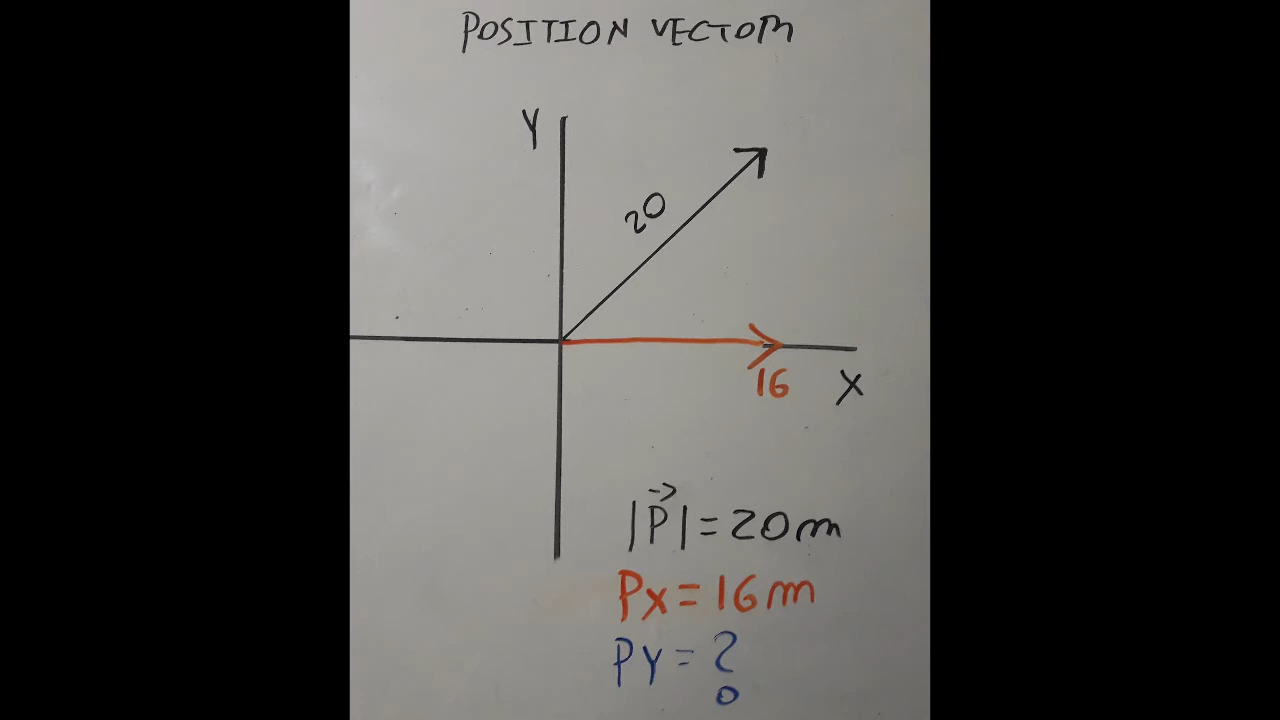 POSITION VECTOR
Y
20
16
X
|P⃗| = 20m
Px = 16m
PY = ?